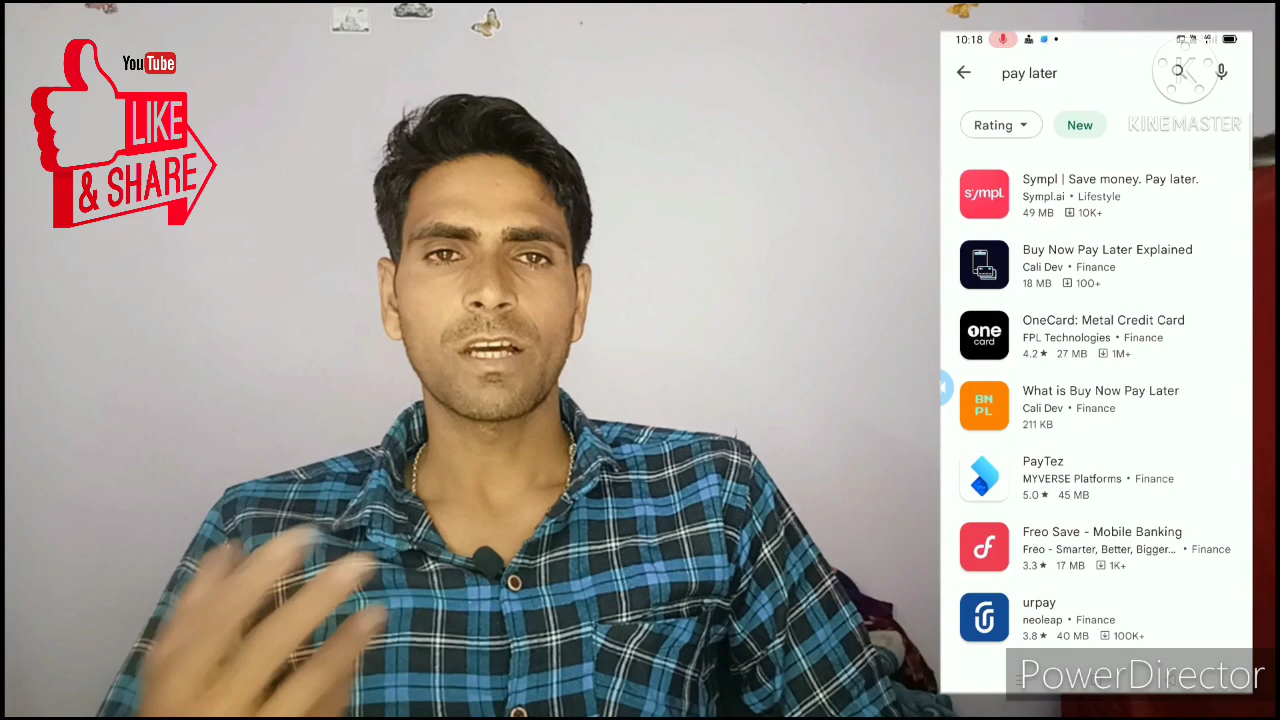 YouTube
LIKE
& SHARE
10:18
pay later
Rating
New
KINEMASTER
sympl.
Sympl | Save money. Pay later.
Sympl.ai • Lifestyle
49 MB 10K+
Buy Now Pay Later Explained
Cali Dev • Finance
18 MB 100+
one
card
OneCard: Metal Credit Card
FPL Technologies • Finance
4.2★ 27 MB 1M+
BN
PL
What is Buy Now Pay Later
Cali Dev • Finance
211 KB
PayTez
MYVERSE Platforms • Finance
5.0★ 45 MB
Freo Save - Mobile Banking
Freo - Smarter, Better, Bigger... • Finance
3.3★ 17 MB 1K+
urpay
neoleap • Finance
3.8★ 40 MB 100K+
PowerDirector